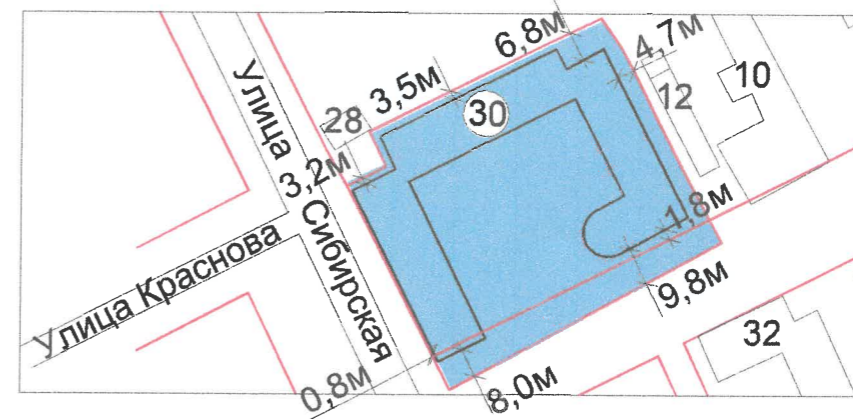 6,8м
4,7м
3,5м
10
12
30
28
3,2м
Улица Сибирская
1,8м
Улица Краснова
9,8м
32
0,8м
8,0м